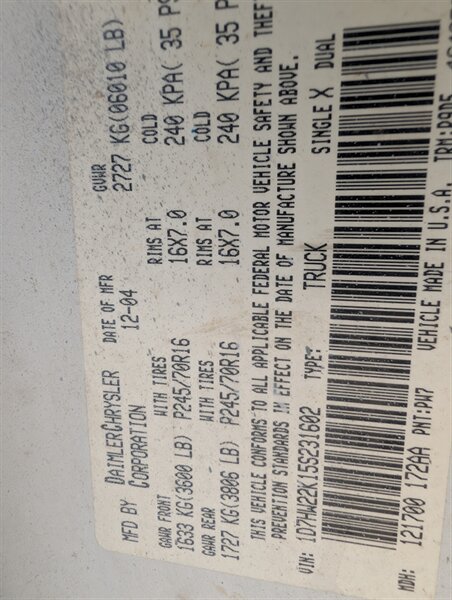 MFD BY DAIMLERCHRYSLER CORPORATION DATE OF MFR 12-04 GVWR 2727 KG(06010 LB)
GAWR FRONT WITH TIRES RIMS AT COLD
1633 KG(3600 LB) P245/70R16 16X7.0 240 KPA( 35 PS
GAWR REAR WITH TIRES RIMS AT COLD
1727 KG(3806 LB) P245/70R16 16X7.0 240 KPA( 35 P
THIS VEHICLE CONFORMS TO ALL APPLICABLE FEDERAL MOTOR VEHICLE SAFETY AND THEF
PREVENTION STANDARDS IN EFFECT ON THE DATE OF MANUFACTURE SHOWN ABOVE.
VIN: 1D7HW22K15S231602 TYPE: TRUCK SINGLE X DUAL
MDH: 121700 172AA PNT:PW7 VEHICLE MADE IN U.S.A.